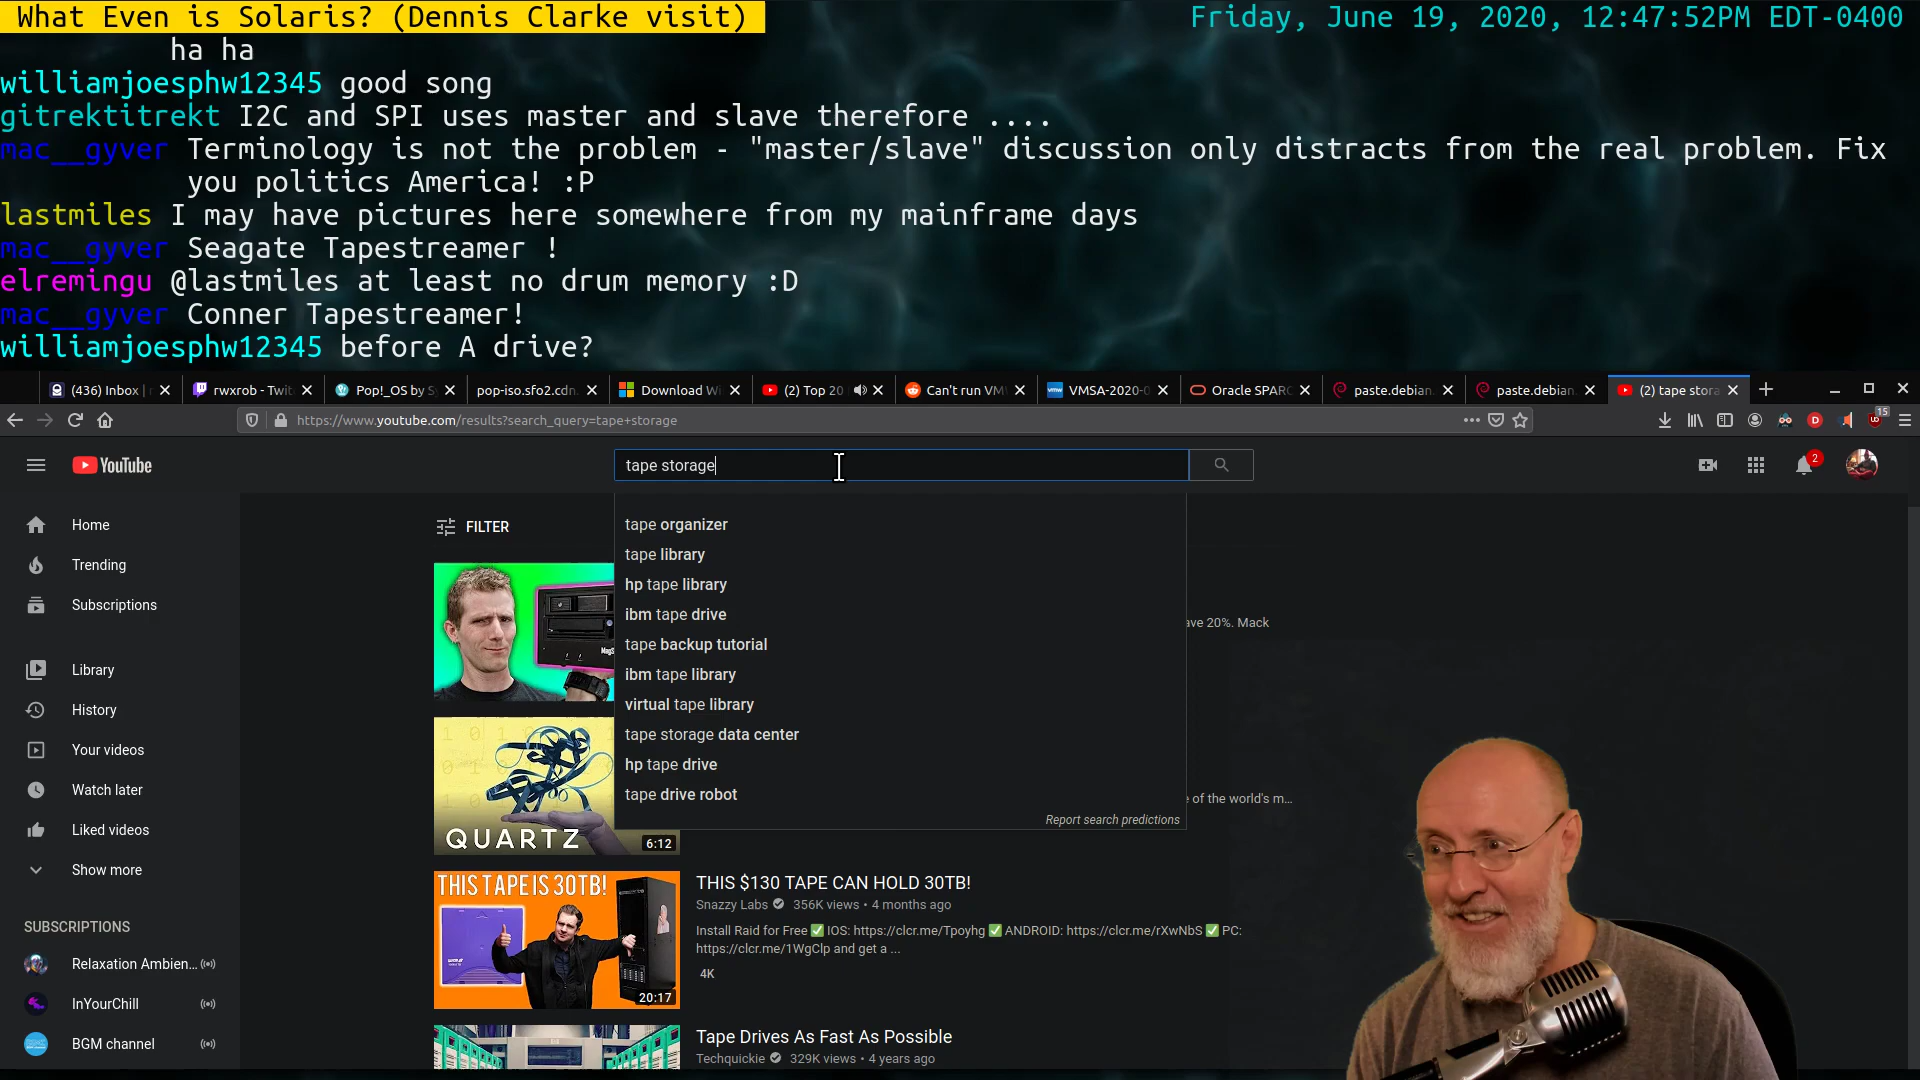 What Even is Solaris? (Dennis Clarke visit)
Friday, June 19, 2020, 12:47:52PM EDT-0400
ha ha
williamjoesphw12345 good song
gitrektitrekt I2C and SPI uses master and slave therefore ....
mac__gyver Terminology is not the problem - "master/slave" discussion only distracts from the real problem. Fix
you politics America! :P
lastmiles I may have pictures here somewhere from my mainframe days
mac__gyver Seagate Tapestreamer !
elremingu @lastmiles at least no drum memory :D
mac__gyver Conner Tapestreamer!
williamjoesphw12345 before A drive?
(436) Inbox |
rwxrob - Twit
Pop!_OS by S
pop-iso.sfo2.cdn.
Download Wi
(2) Top 20
Can't run VM
VMSA-2020-0
Oracle SPARC
paste.debian.
paste.debian.
(2) tape stora
https://www.youtube.com/results?search_query=tape+storage
15
YouTube
tape storage
2
Home
Trending
Subscriptions
Library
History
Your videos
Watch later
Liked videos
Show more
SUBSCRIPTIONS
Relaxation Ambien...
InYourChill
BGM channel
FILTER
tape organizer
tape library
hp tape library
ibm tape drive
tape backup tutorial
ibm tape library
virtual tape library
tape storage data center
hp tape drive
tape drive robot
Report search predictions
ave 20%. Mack
e of the world's m...
QUARTZ
6:12
THIS TAPE IS 30TB!
20:17
THIS $130 TAPE CAN HOLD 30TB!
Snazzy Labs 356K views • 4 months ago
Install Raid for Free ✅ IOS: https://clcr.me/Tpoyhg ✅ ANDROID: https://clcr.me/rXwNbS ✅ PC:
https://clcr.me/1WgClp and get a ...
4K
Tape Drives As Fast As Possible
Techquickie 329K views • 4 years ago